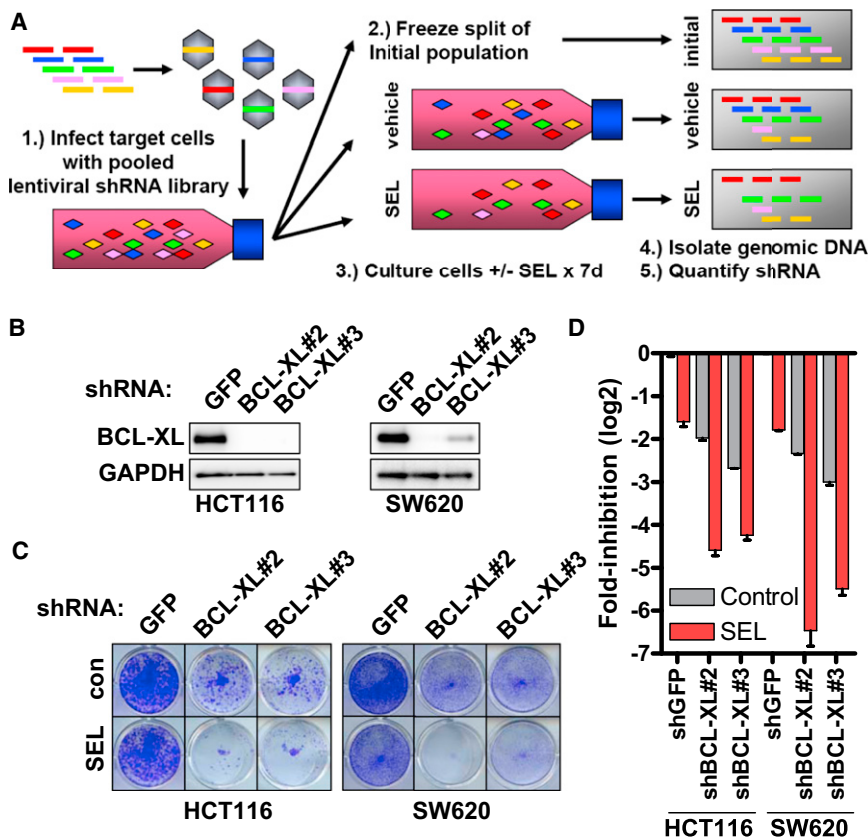 A
1.) Infect target cells
with pooled
lentiviral shRNA library
2.) Freeze split of
Initial population
vehicle
SEL
3.) Culture cells +/- SEL x 7d
initial
vehicle
SEL
4.) Isolate genomic DNA
5.) Quantify shRNA
B
shRNA:
GFP
BCL-XL#2
BCL-XL#3
GFP
BCL-XL#2
BCL-XL#3
BCL-XL
GAPDH
HCT116
SW620
C
shRNA:
GFP
BCL-XL#2
BCL-XL#3
GFP
BCL-XL#2
BCL-XL#3
con
SEL
HCT116
SW620
D
Fold-inhibition (log2)
0
-1
-2
-3
-4
-5
-6
-7
Control
SEL
shGFP
shBCL-XL#2
shBCL-XL#3
shGFP
shBCL-XL#2
shBCL-XL#3
HCT116
SW620